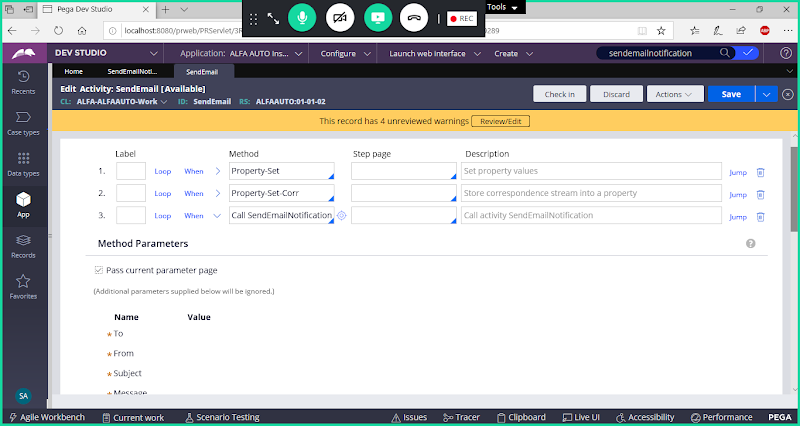 Pega Dev Studio
Tools
REC
localhost:8080/prweb/PRServlet/3R
0289
ABP
DEV STUDIO
Application: ALFA AUTO Ins...
Configure
Launch web interface
Create
sendemailnotification
Home
SendEmailNoti...
SendEmail
Recents
Case types
Data types
App
Records
Favorites
SA
Edit Activity: SendEmail [Available]
CL: ALFA-ALFAAUTO-Work ID: SendEmail RS: ALFAAUTO:01-01-02
Check in
Discard
Actions
Save
This record has 4 unreviewed warnings Review/Edit
Label Method Step page Description
1. Loop When Property-Set Set property values Jump
2. Loop When Property-Set-Corr Store correspondence stream into a property Jump
3. Loop When Call SendEmailNotification Call activity SendEmailNotification Jump
Method Parameters
?
Pass current parameter page
(Additional parameters supplied below will be ignored.)
Name Value
* To
* From
* Subject
* Message
Agile Workbench Current work Scenario Testing Issues Tracer Clipboard Live UI Accessibility Performance PEGA